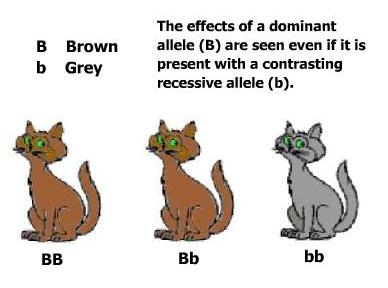 B Brown
b Grey
The effects of a dominant
allele (B) are seen even if it is
present with a contrasting
recessive allele (b).
BB
Bb
bb